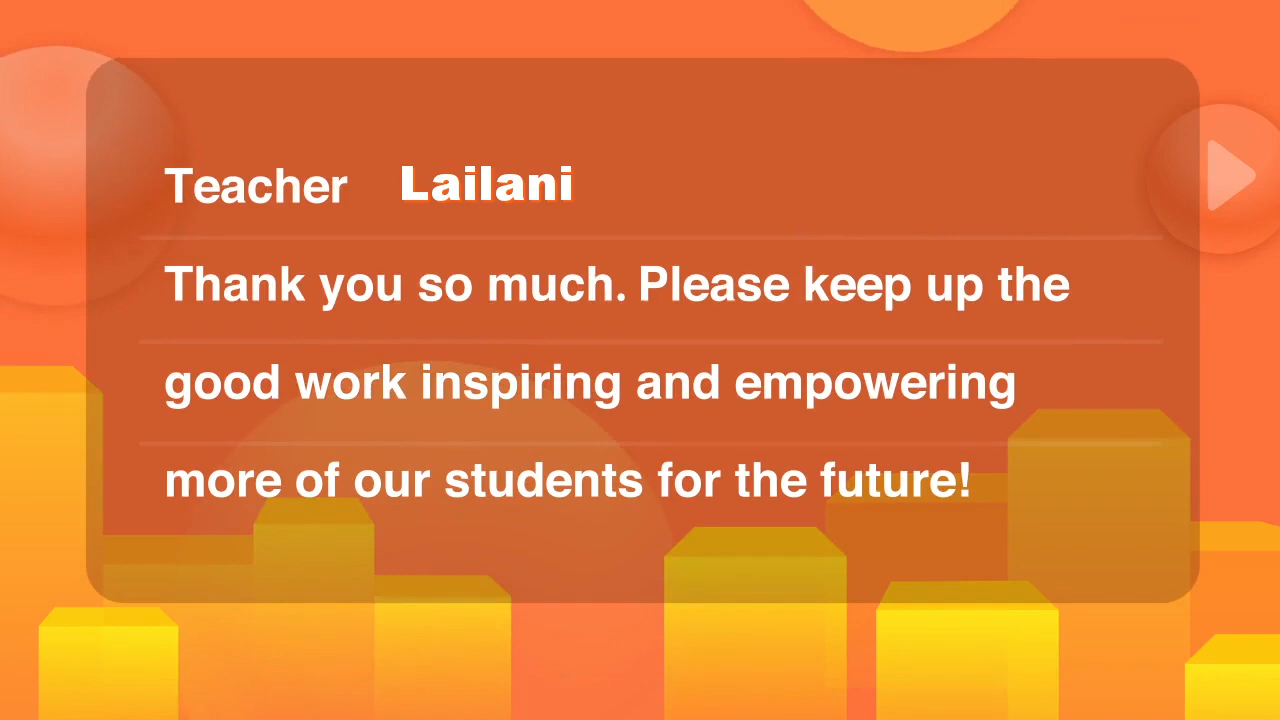 Teacher Lailani
Thank you so much. Please keep up the
good work inspiring and empowering
more of our students for the future!